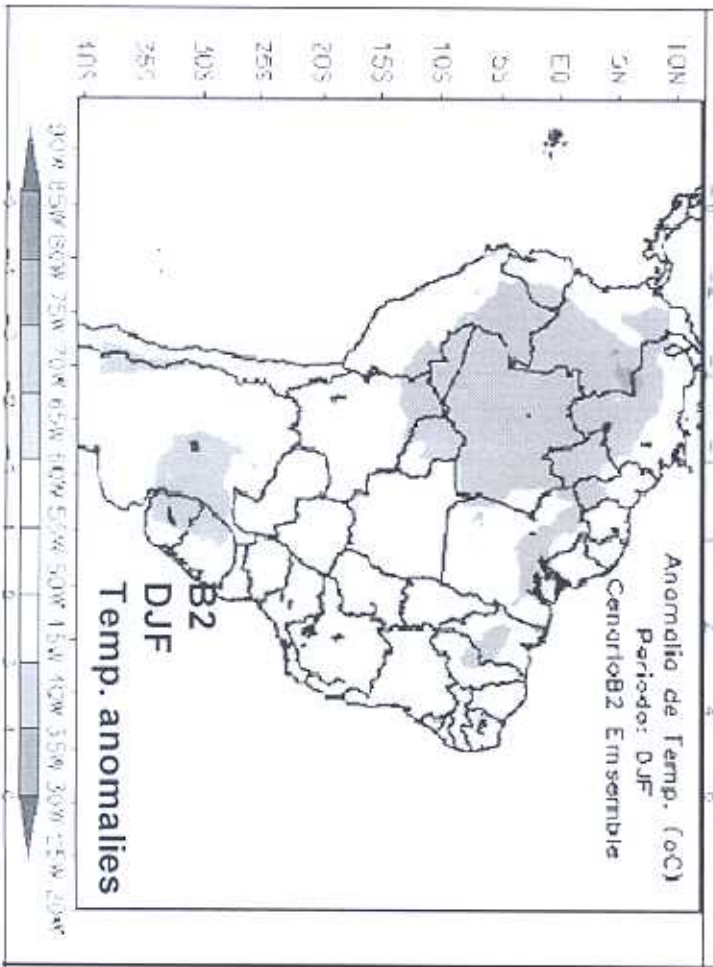 Anomalia de Temp. (oC)
Periodo: DJF
CenarioB2 Ensemble
10N
5N
EQ
5S
10S
15S
20S
25S
30S
35S
40S
B2
DJF
Temp. anomalies
90W 85W 80W 75W 70W 65W 60W 55W 50W 45W 40W 35W 30W 25W 20W